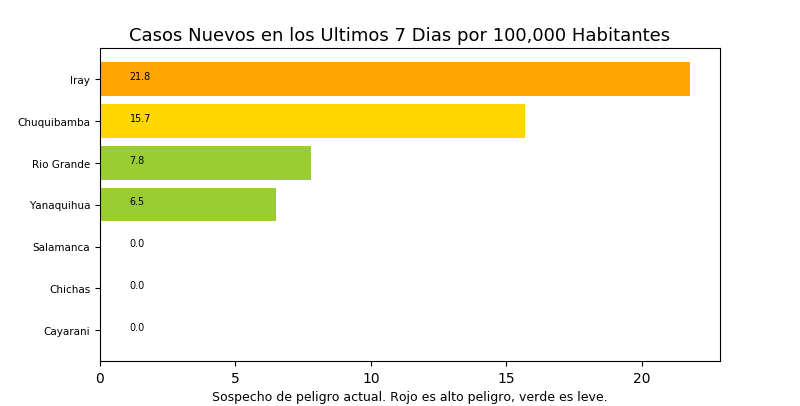 Casos Nuevos en los Ultimos 7 Dias por 100,000 Habitantes
Iray 21.8
Chuquibamba 15.7
Rio Grande 7.8
Yanaquihua 6.5
Salamanca 0.0
Chichas 0.0
Cayarani 0.0
0 5 10 15 20
Sospecho de peligro actual. Rojo es alto peligro, verde es leve.